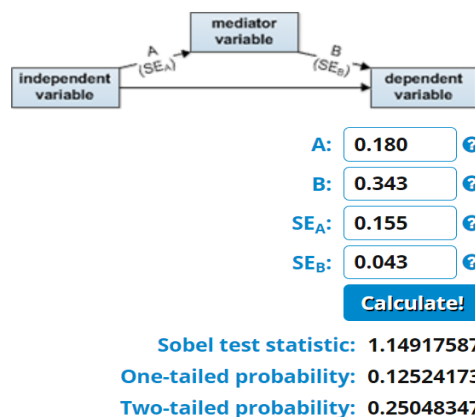 mediator
variable
A
(SEA)
B
(SEB)
independent
variable
dependent
variable
A: 0.180 ?
B: 0.343 ?
SEA: 0.155 ?
SEB: 0.043 ?
Calculate!
Sobel test statistic: 1.14917587
One-tailed probability: 0.12524173
Two-tailed probability: 0.25048347